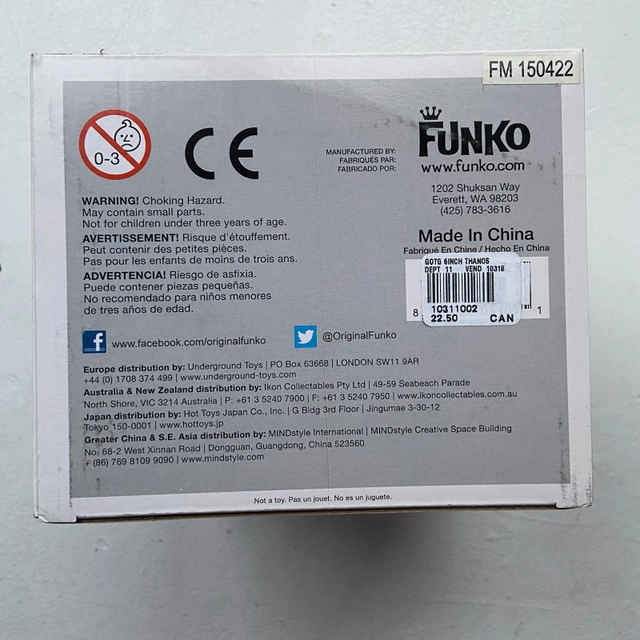 FM 150422
0-3
CE
MANUFACTURED BY:
FABRIQUÉS PAR:
FABRICADO POR:
FUNKO
www.funko.com
1202 Shuksan Way
Everett, WA 98203
(425) 783-3616
Made In China
Fabriqué En Chine / Hecho En China
WARNING! Choking Hazard.
May contain small parts.
Not for children under three years of age.
AVERTISSEMENT! Risque d'étouffement.
Peut contenir des petites pièces.
Pas pour les enfants de moins de trois ans.
ADVERTENCIA! Riesgo de asfixia.
Puede contener piezas pequeñas.
No recomendado para niños menores
de tres años de edad.
GOTG 6INCH THANOS
DEPT 11 VEND 10318
10311002
22.50 CAN
8 1
f www.facebook.com/originalfunko
@OriginalFunko
Europe distribution by: Underground Toys | PO Box 63668 | LONDON SW11 9AR
+44 (0) 1708 374 499 | www.underground-toys.com
Australia & New Zealand distribution by: Ikon Collectables Pty Ltd | 49-59 Seabeach Parade
North Shore, VIC 3214 Australia | P: +61 3 5240 7900 | F: +61 3 5240 7950 | www.ikoncollectables.com.au
Japan distribution by: Hot Toys Japan Co., Inc. | G Bldg 3rd Floor | Jingumae 3-30-12
Tokyo 150-0001 | www.hottoys.jp
Greater China & S.E. Asia distribution by: MINDstyle International | MINDstyle Creative Space Building
No. 68-2 West Xinnan Road | Dongguan, Guangdong, China 523560
+ (86) 769 8109 9090 | www.mindstyle.com
Not a toy. Pas un jouet. No es un juguete.